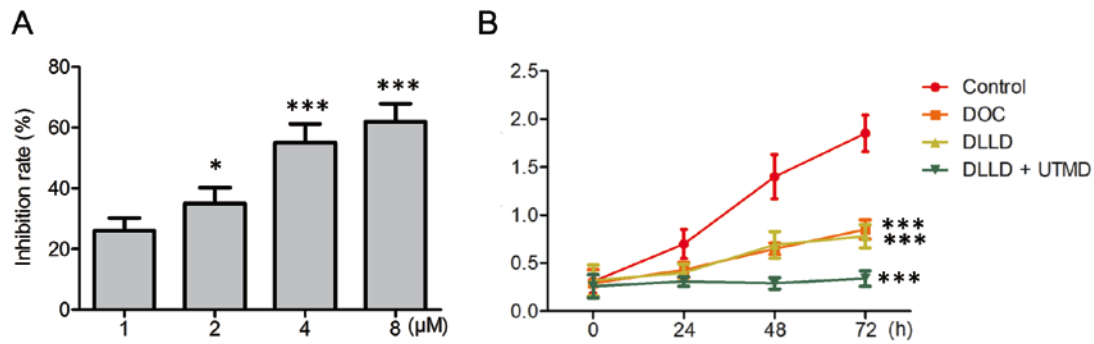 A
Inhibition rate (%)
80
60
40
20
0
*
***
***
1 2 4 8 (μM)
B
2.5
2.0
1.5
1.0
0.5
0.0
***
***
***
0 24 48 72 (h)
Control
DOC
DLLD
DLLD + UTMD